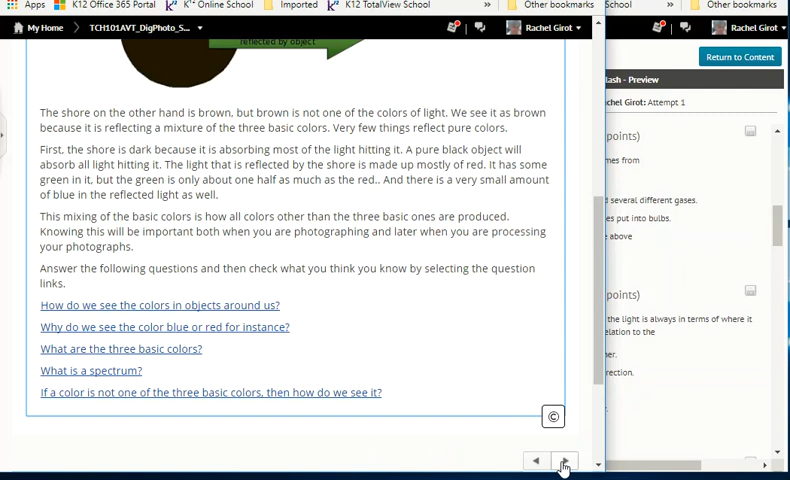 Apps K12 Office 365 Portal K12 Online School Imported K12 TotalView School » Other bookmarks
School » Other bookmarks
My Home TCH101AVT_DigPhoto_S... Rachel Girot
Rachel Girot
Return to Content
lash - Preview
chel Girot: Attempt 1
reflected by object
The shore on the other hand is brown, but brown is not one of the colors of light. We see it as brown
because it is reflecting a mixture of the three basic colors. Very few things reflect pure colors.
First, the shore is dark because it is absorbing most of the light hitting it. A pure black object will
absorb all light hitting it. The light that is reflected by the shore is made up mostly of red. It has some
green in it, but the green is only about one half as much as the red.. And there is a very small amount
of blue in the reflected light as well.
This mixing of the basic colors is how all colors other than the three basic ones are produced.
Knowing this will be important both when you are photographing and later when you are processing
your photographs.
Answer the following questions and then check what you think you know by selecting the question
links.
How do we see the colors in objects around us?
Why do we see the color blue or red for instance?
What are the three basic colors?
What is a spectrum?
If a color is not one of the three basic colors, then how do we see it?
©
points)
mes from
d several different gases.
es put into bulbs.
e above
points)
the light is always in terms of where it
elation to the
her.
rection.